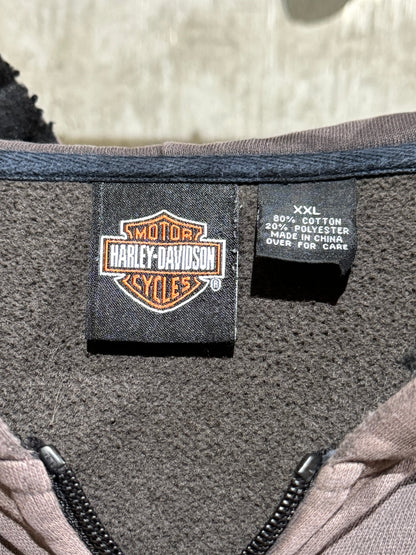 MOTOR
HARLEY-DAVIDSON
CYCLES
®
XXL
80% COTTON
20% POLYESTER
MADE IN CHINA
OVER FOR CARE